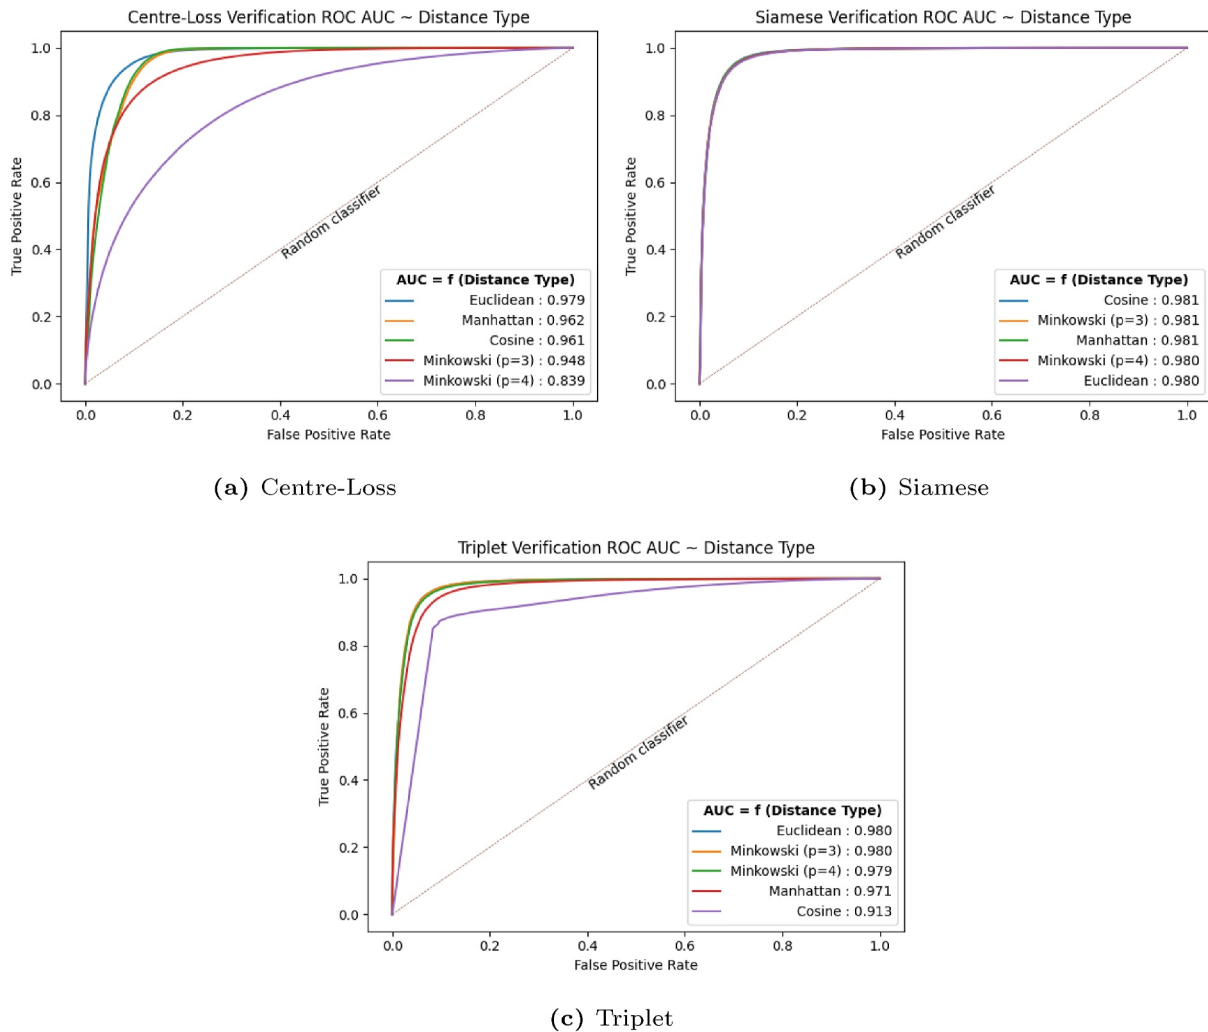 Centre-Loss Verification ROC AUC ~ Distance Type
1.0
0.8
0.6
0.4
0.2
0.0
True Positive Rate
Random classifier
AUC = f (Distance Type)
Euclidean : 0.979
Manhattan : 0.962
Cosine : 0.961
Minkowski (p=3) : 0.948
Minkowski (p=4) : 0.839
0.0 0.2 0.4 0.6 0.8 1.0
False Positive Rate
(a) Centre-Loss
Siamese Verification ROC AUC ~ Distance Type
1.0
0.8
0.6
0.4
0.2
0.0
True Positive Rate
Random classifier
AUC = f (Distance Type)
Cosine : 0.981
Minkowski (p=3) : 0.981
Manhattan : 0.981
Minkowski (p=4) : 0.980
Euclidean : 0.980
0.0 0.2 0.4 0.6 0.8 1.0
False Positive Rate
(b) Siamese
Triplet Verification ROC AUC ~ Distance Type
1.0
0.8
0.6
0.4
0.2
0.0
True Positive Rate
Random classifier
AUC = f (Distance Type)
Euclidean : 0.980
Minkowski (p=3) : 0.980
Minkowski (p=4) : 0.979
Manhattan : 0.971
Cosine : 0.913
0.0 0.2 0.4 0.6 0.8 1.0
False Positive Rate
(c) Triplet